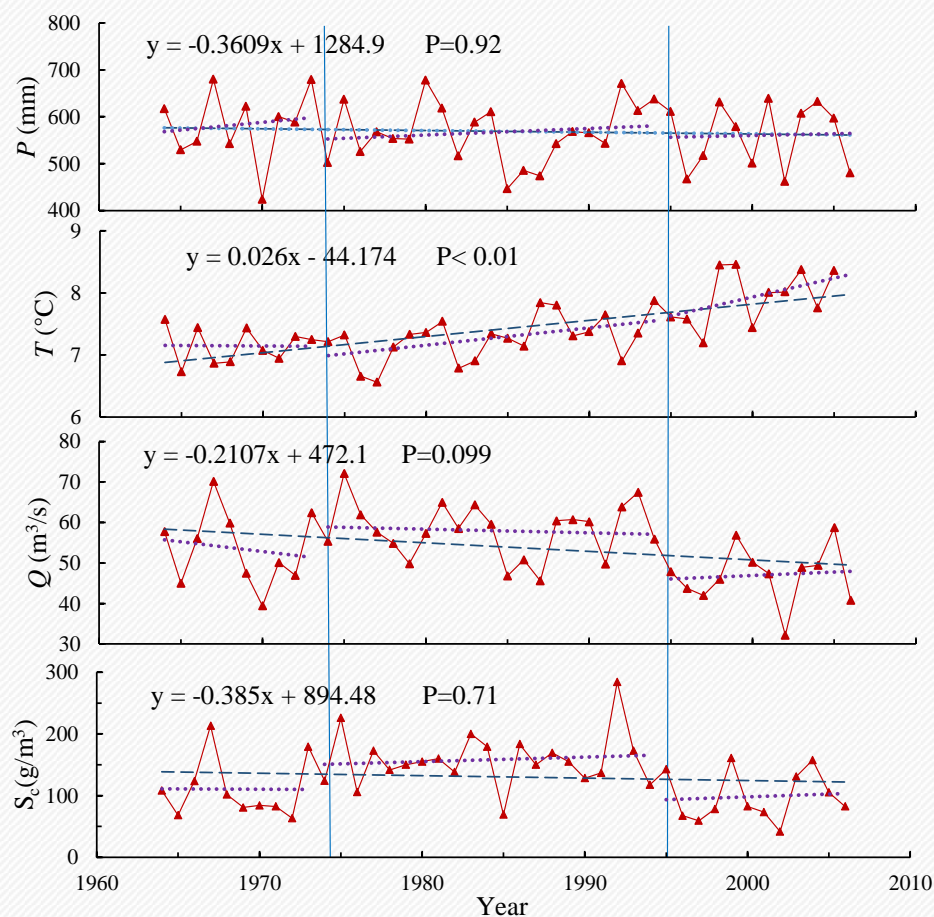 800
y = -0.3609x + 1284.9 P=0.92
700
P (mm)
600
500
400
9
y = 0.026x - 44.174 P< 0.01
8
T (°C)
7
6
80
y = -0.2107x + 472.1 P=0.099
70
60
Q (m³/s)
50
40
30
300
y = -0.385x + 894.48 P=0.71
200
Sc(g/m³)
100
0
1960 1970 1980 1990 2000 2010
Year